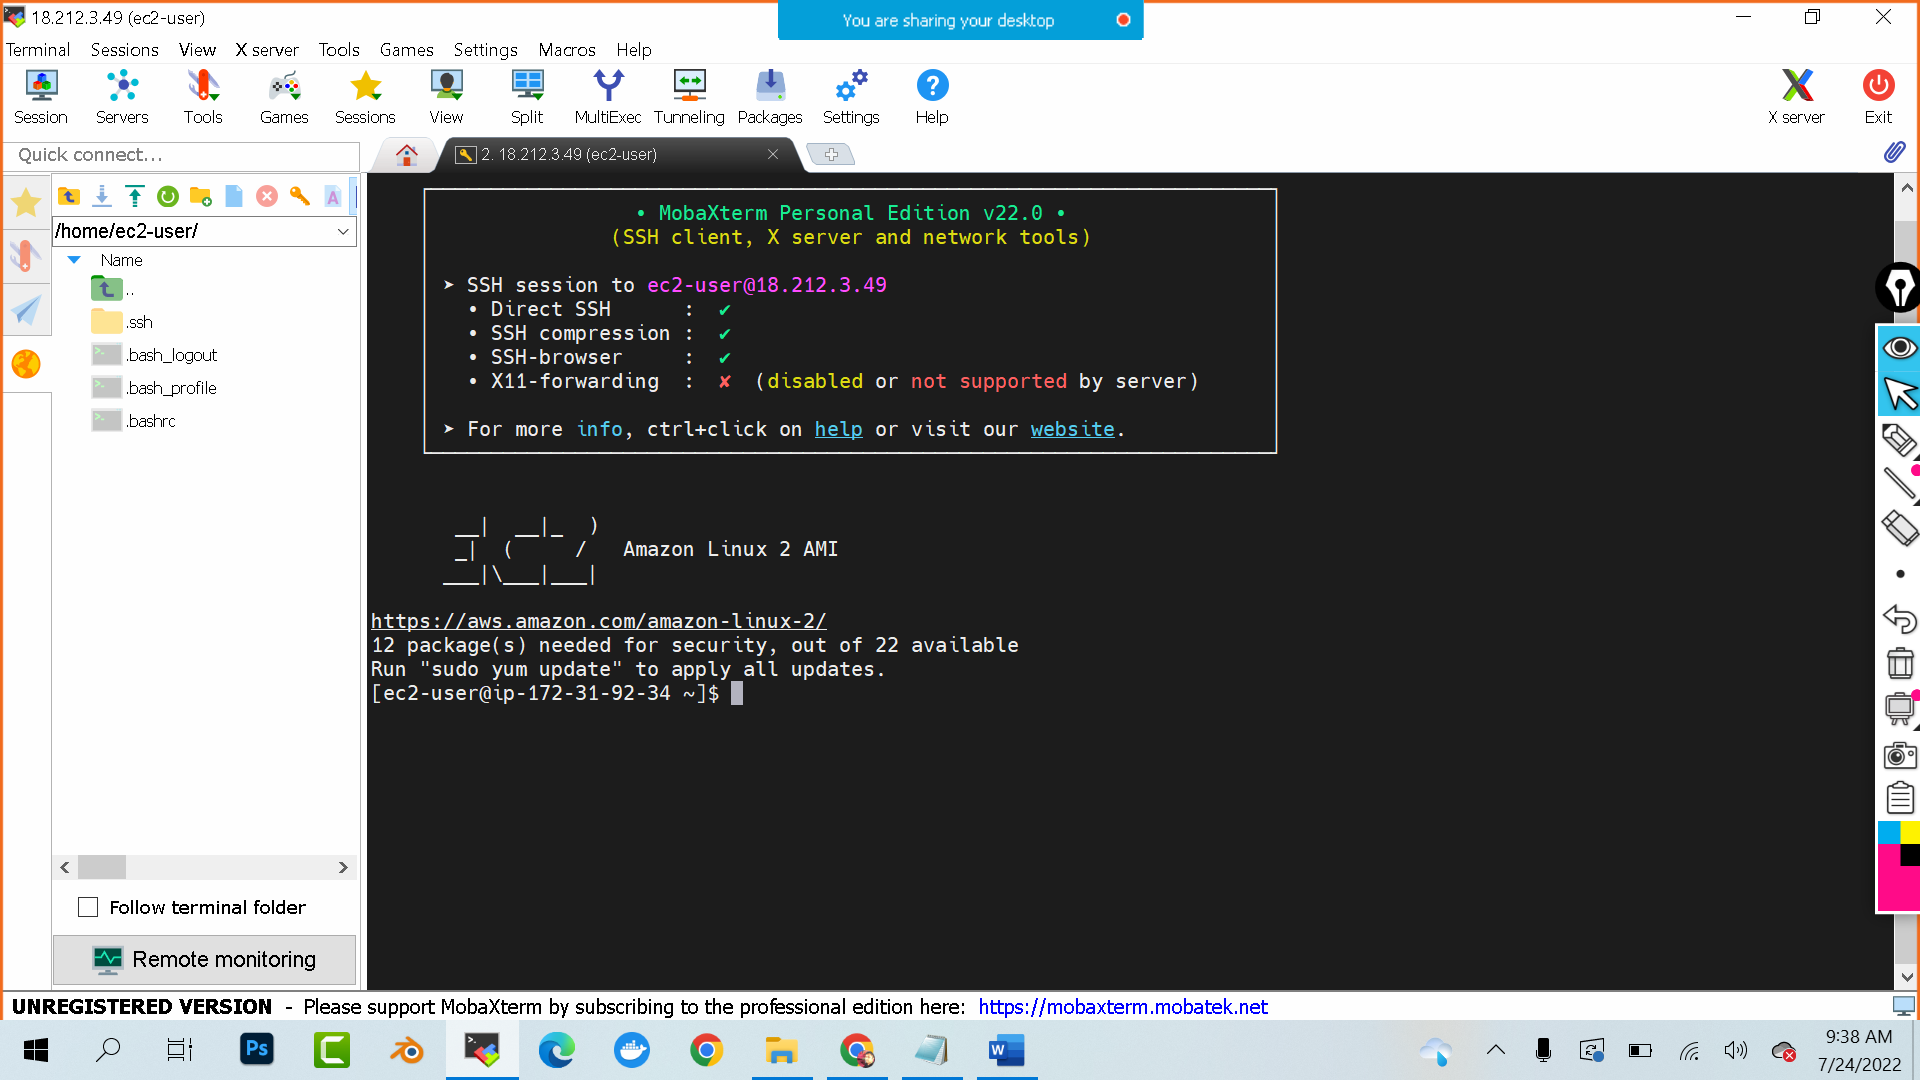 18.212.3.49 (ec2-user)
You are sharing your desktop
Terminal Sessions View X server Tools Games Settings Macros Help
Session Servers Tools Games Sessions View Split MultiExec Tunneling Packages Settings Help X server Exit
Quick connect...
2. 18.212.3.49 (ec2-user)
/home/ec2-user/
Name
..
.ssh
.bash_logout
.bash_profile
.bashrc
Follow terminal folder
Remote monitoring
• MobaXterm Personal Edition v22.0 •
(SSH client, X server and network tools)
➤ SSH session to ec2-user@18.212.3.49
• Direct SSH : ✔
• SSH compression : ✔
• SSH-browser : ✔
• X11-forwarding : ✘ (disabled or not supported by server)
➤ For more info, ctrl+click on help or visit our website.
__| __|_ )
_| ( / Amazon Linux 2 AMI
___|\___|___|
https://aws.amazon.com/amazon-linux-2/
12 package(s) needed for security, out of 22 available
Run "sudo yum update" to apply all updates.
[ec2-user@ip-172-31-92-34 ~]$
UNREGISTERED VERSION - Please support MobaXterm by subscribing to the professional edition here: https://mobaxterm.mobatek.net
Ps
C
W
9:38 AM
7/24/2022